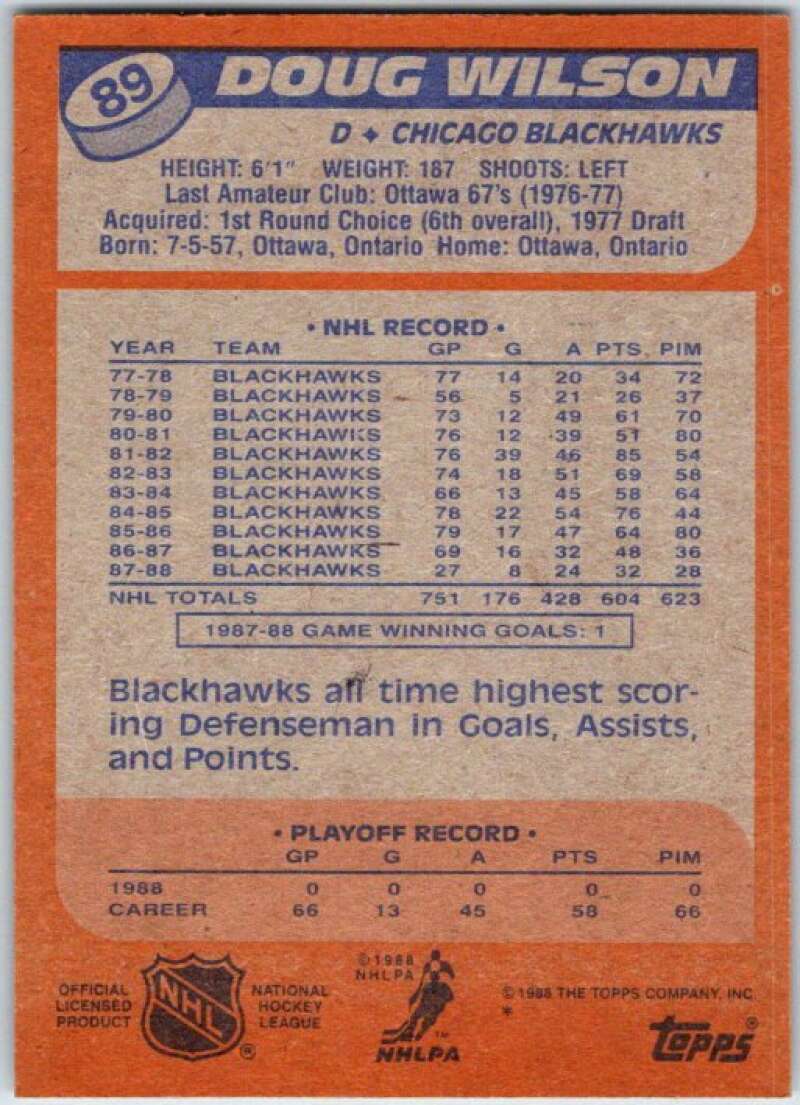 89
DOUG WILSON
D ✦ CHICAGO BLACKHAWKS
HEIGHT: 6'1" WEIGHT: 187 SHOOTS: LEFT
Last Amateur Club: Ottawa 67's (1976-77)
Acquired: 1st Round Choice (6th overall), 1977 Draft
Born: 7-5-57, Ottawa, Ontario Home: Ottawa, Ontario
• NHL RECORD •
YEAR TEAM GP G A PTS PIM
77-78 BLACKHAWKS 77 14 20 34 72
78-79 BLACKHAWKS 56 5 21 26 37
79-80 BLACKHAWKS 73 12 49 61 70
80-81 BLACKHAWKS 76 12 39 51 80
81-82 BLACKHAWKS 76 39 46 85 54
82-83 BLACKHAWKS 74 18 51 69 58
83-84 BLACKHAWKS 66 13 45 58 64
84-85 BLACKHAWKS 78 22 54 76 44
85-86 BLACKHAWKS 79 17 47 64 80
86-87 BLACKHAWKS 69 16 32 48 36
87-88 BLACKHAWKS 27 8 24 32 28
NHL TOTALS 751 176 428 604 623
1987-88 GAME WINNING GOALS: 1
Blackhawks all time highest scor-
ing Defenseman in Goals, Assists,
and Points.
• PLAYOFF RECORD •
GP G A PTS PIM
1988 0 0 0 0 0
CAREER 66 13 45 58 66
OFFICIAL
LICENSED
PRODUCT
NHL
®
NATIONAL
HOCKEY
LEAGUE
©1988
NHLPA
™
NHLPA
©1988 THE TOPPS COMPANY, INC.
*
TOPPS®